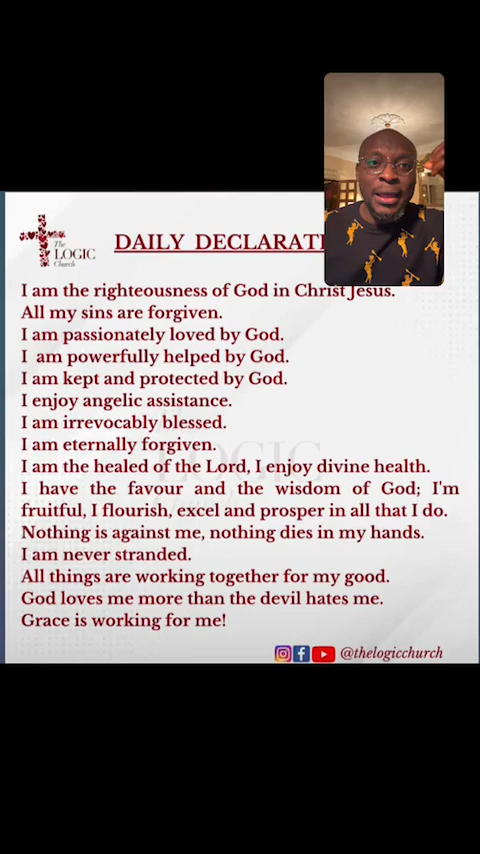 The
LOGIC
Church
DAILY DECLARATI
I am the righteousness of God in Christ Jesus.
All my sins are forgiven.
I am passionately loved by God.
I am powerfully helped by God.
I am kept and protected by God.
I enjoy angelic assistance.
I am irrevocably blessed.
I am eternally forgiven.
I am the healed of the Lord, I enjoy divine health.
I have the favour and the wisdom of God; I'm
fruitful, I flourish, excel and prosper in all that I do.
Nothing is against me, nothing dies in my hands.
I am never stranded.
All things are working together for my good.
God loves me more than the devil hates me.
Grace is working for me!
LOGIC
@thelogicchurch